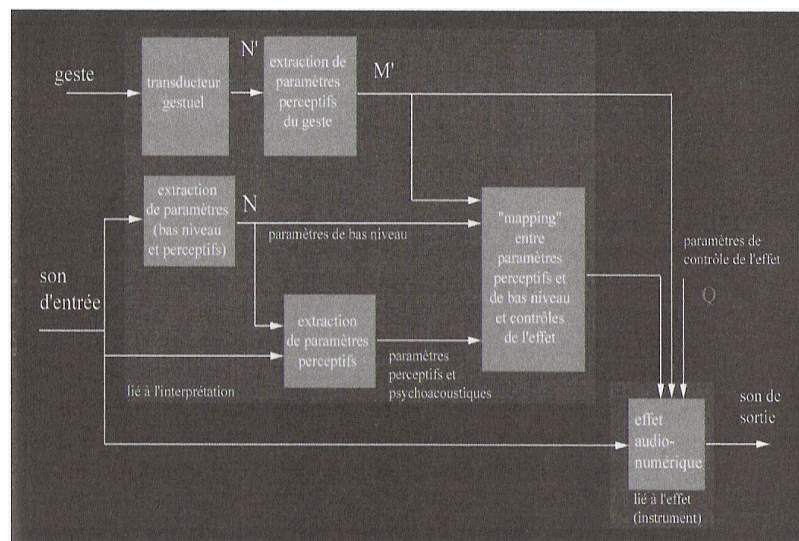 geste
transducteur
gestuel
N'
extraction de
paramètres
perceptifs
du geste
M'
extraction
de paramètres
(bas niveau
et perceptifs)
N
paramètres de bas niveau
"mapping"
entre
paramètres
perceptifs et
de bas niveau
et contrôles
de l'effet
paramètres de
contrôle de l'effet
Q
son
d'entrée
extraction
de paramètres
perceptifs
paramètres
perceptifs et
psychoacoustiques
lié à l'interprétation
effet
audio-
numérique
son de
sortie
lié à l'effet
(instrument)